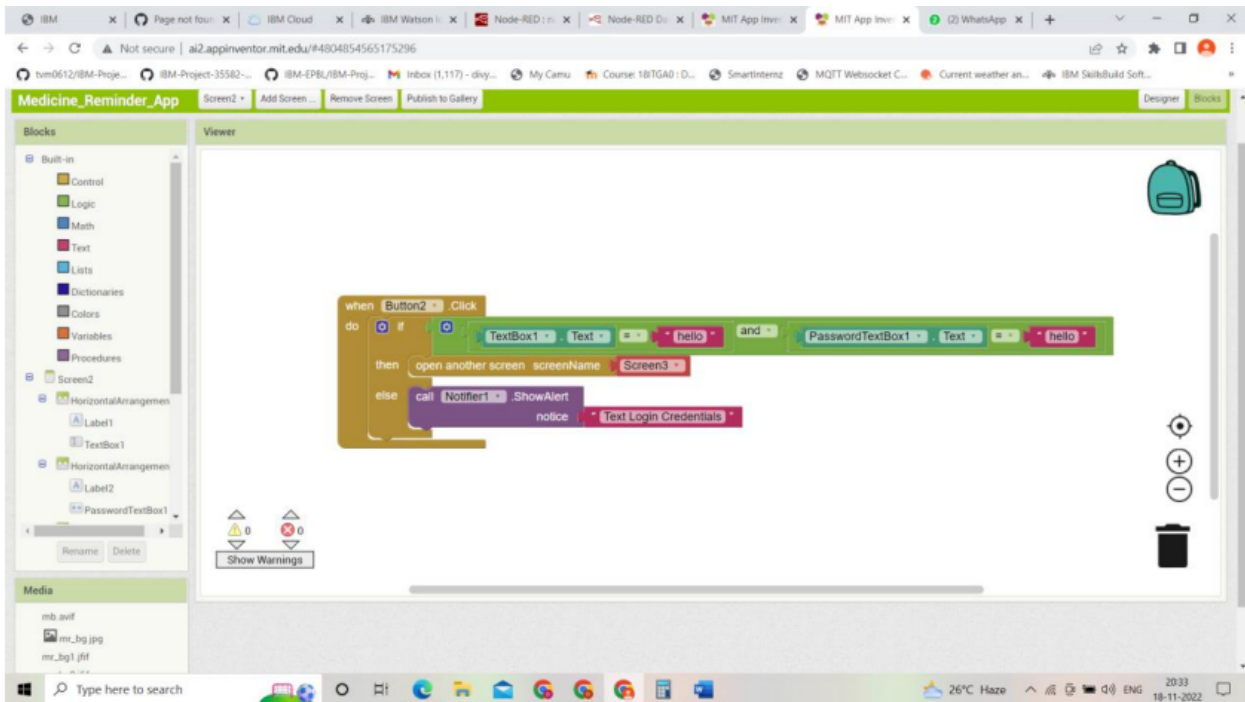 IBM
Page not foun
IBM Cloud
IBM Watson I
Node-RED : n
Node-RED Da
MIT App Inver
MIT App Inver
(2) WhatsApp
Not secure | ai2.appinventor.mit.edu/#4804854565175296
tvm0612/IBM-Proje...
IBM-Project-35582-...
IBM-EPBL/IBM-Proj...
Inbox (1,117) - divy...
My Camu
Course: 18ITGA0 : D...
Smartinternz
MQTT Websocket C...
Current weather an...
IBM SkillsBuild Soft...
Medicine_Reminder_App
Screen2
Add Screen ...
Remove Screen
Publish to Gallery
Designer
Blocks
Blocks
Viewer
Built-in
Control
Logic
Math
Text
Lists
Dictionaries
Colors
Variables
Procedures
Screen2
HorizontalArrangemen
Label1
TextBox1
HorizontalArrangemen
Label2
PasswordTextBox1
Rename
Delete
when Button2 .Click
do if TextBox1 . Text = " hello " and PasswordTextBox1 . Text = " hello "
then open another screen screenName Screen3
else call Notifier1 .ShowAlert
notice " Text Login Credentials "
0 0
Show Warnings
Media
mb.avif
mr_bg.jpg
mr_bg1.jfif
Type here to search
26°C Haze
ENG
20:33
18-11-2022